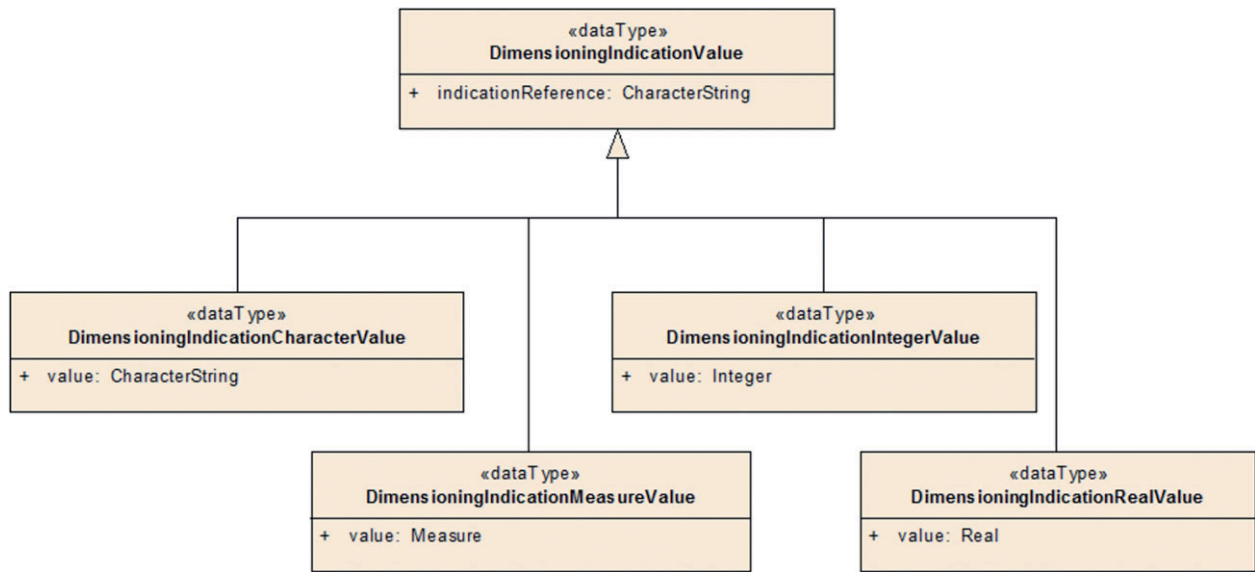 «dataType»
DimensioningIndicationValue
+ indicationReference: CharacterString
«dataType»
DimensioningIndicationCharacterValue
+ value: CharacterString
«dataType»
DimensioningIndicationIntegerValue
+ value: Integer
«dataType»
DimensioningIndicationMeasureValue
+ value: Measure
«dataType»
DimensioningIndicationRealValue
+ value: Real